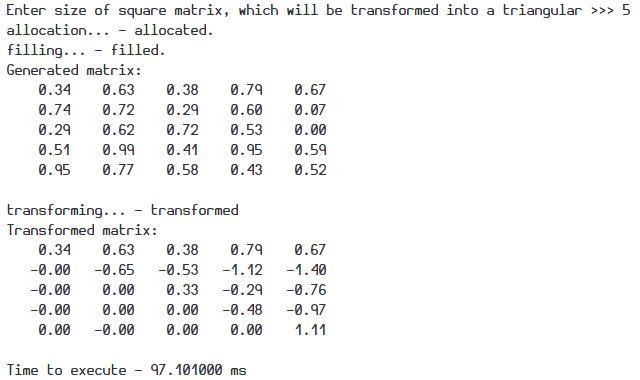 Enter size of square matrix, which will be transformed into a triangular >>> 5
allocation... - allocated.
filling... - filled.
Generated matrix:
0.34 0.63 0.38 0.79 0.67
0.74 0.72 0.29 0.60 0.07
0.29 0.62 0.72 0.53 0.00
0.51 0.99 0.41 0.95 0.59
0.95 0.77 0.58 0.43 0.52
transforming... - transformed
Transformed matrix:
0.34 0.63 0.38 0.79 0.67
-0.00 -0.65 -0.53 -1.12 -1.40
-0.00 0.00 0.33 -0.29 -0.76
-0.00 0.00 0.00 -0.48 -0.97
0.00 -0.00 0.00 0.00 1.11
Time to execute - 97.101000 ms